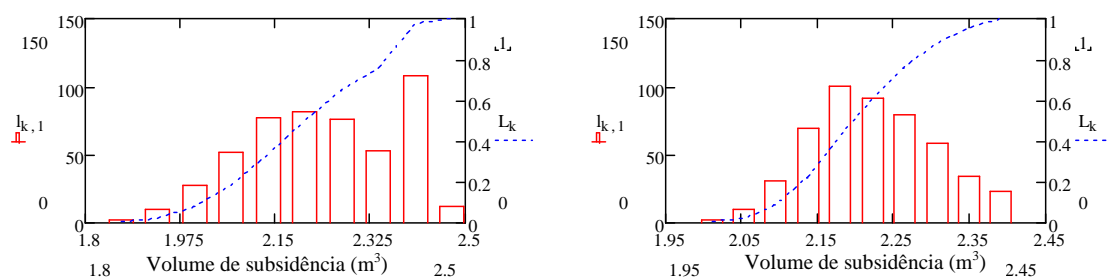 150 150 1 ⌞1⌟
0.8
100 0.6
l k , 1 L k
0.4
50
0.2
0 0 0 0
1.8 1.975 2.15 2.325 2.5
1.8 Volume de subsidência (m³) 2.5
150 150 1 ⌞1⌟
0.8
100 0.6
l k , 1 L k
0.4
50
0.2
0 0 0 0
1.95 2.05 2.15 2.25 2.35 2.45
1.95 Volume de subsidência (m³) 2.45